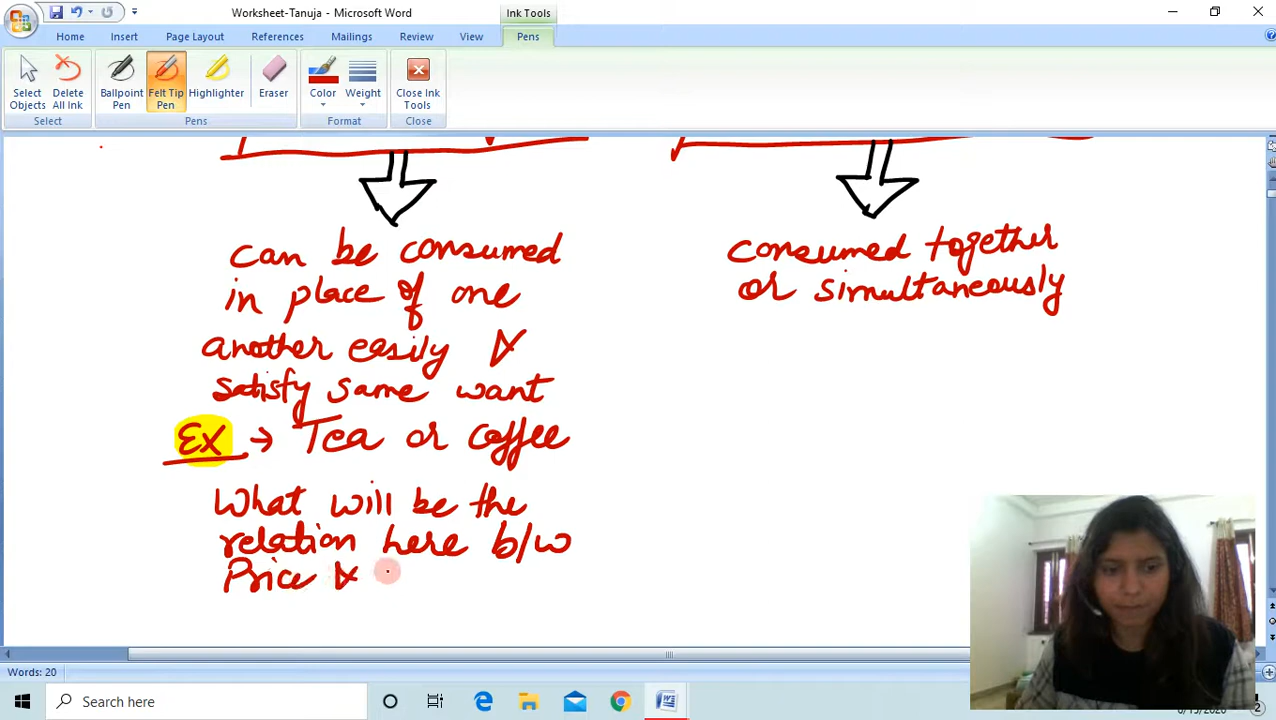 Worksheet-Tanuja - Microsoft Word
Ink Tools
Home Insert Page Layout References Mailings Review View Pens
Select Objects
Delete All Ink
Ballpoint Pen
Felt Tip Pen
Highlighter
Eraser
Color
Weight
Close Ink Tools
Select
Pens
Format
Close
can be consumed
in place of one
another easily &
satisfy same want
Ex → Tea or coffee
What will be the
relation here b/w
Price &
consumed together
or simultaneously
Words: 20
Search here